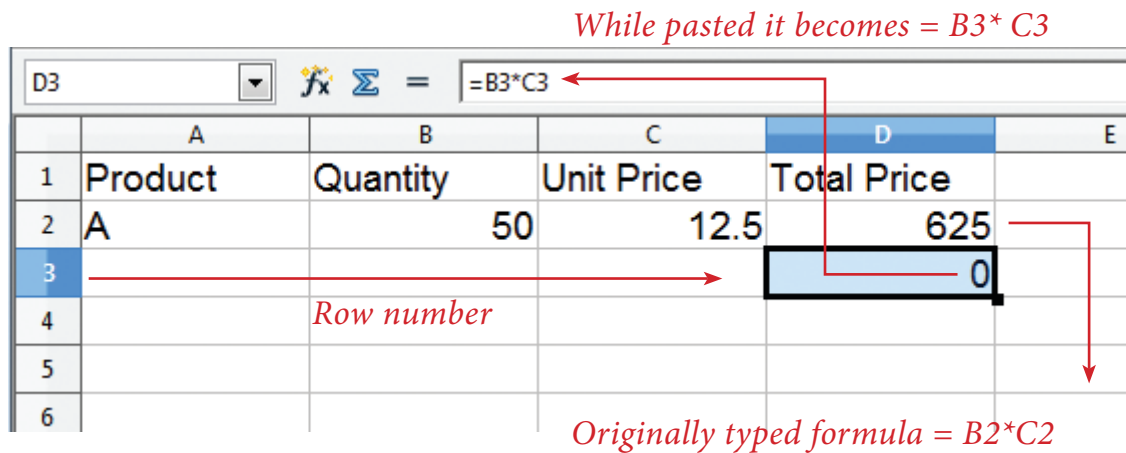 While pasted it becomes = B3* C3
D3 fx Σ = =B3*C3
A B C D E
1 Product Quantity Unit Price Total Price
2 A 50 12.5 625
3 0
Row number
4
5
6
Originally typed formula = B2*C2